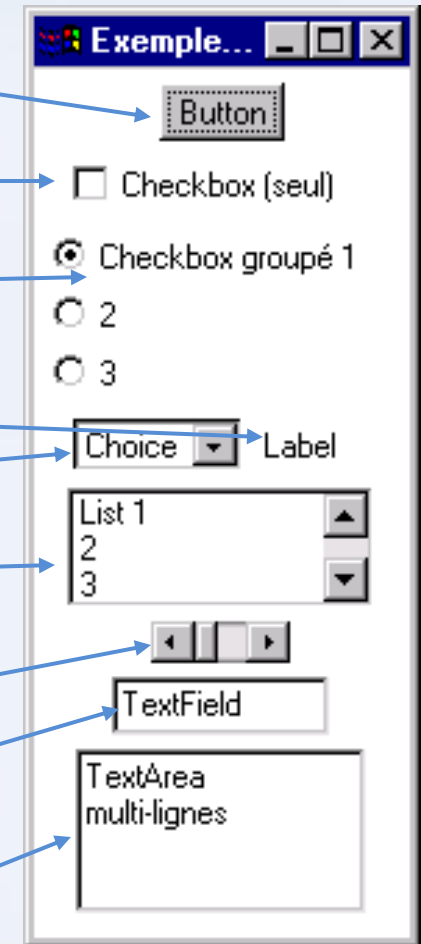 Exemple...
Button
Checkbox (seul)
Checkbox groupé 1
2
3
Choice Label
List 1
2
3
TextField
TextArea
multi-lignes